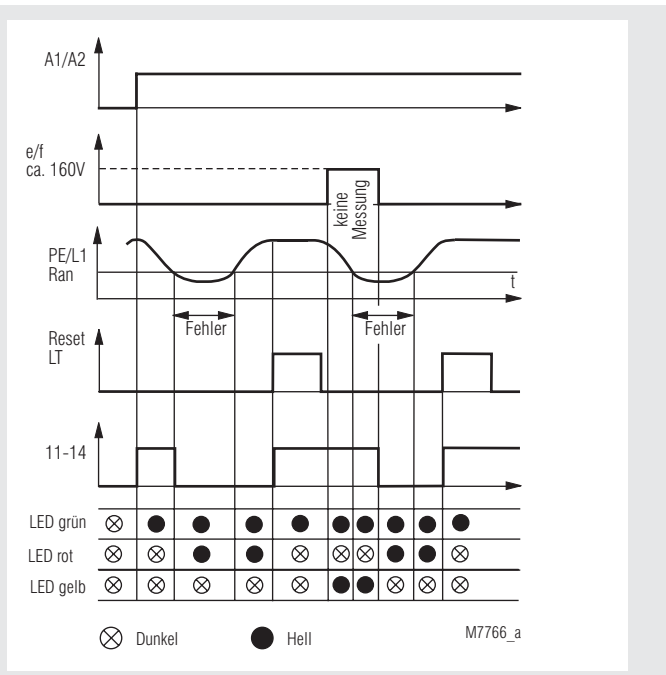 A1/A2
e/f
ca. 160V
keine
Messung
PE/L1
Ran
t
Fehler
Fehler
Reset
LT
11-14
LED grün
LED rot
LED gelb
Dunkel
Hell
M7766_a